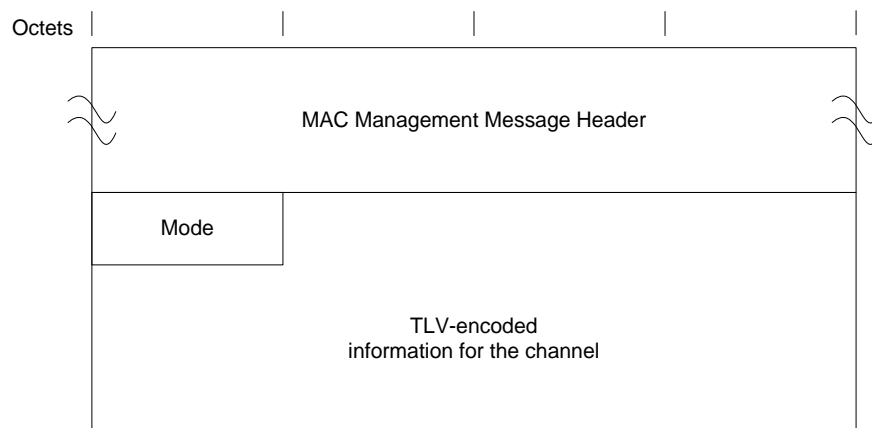 Octets
MAC Management Message Header
Mode
TLV-encoded
information for the channel